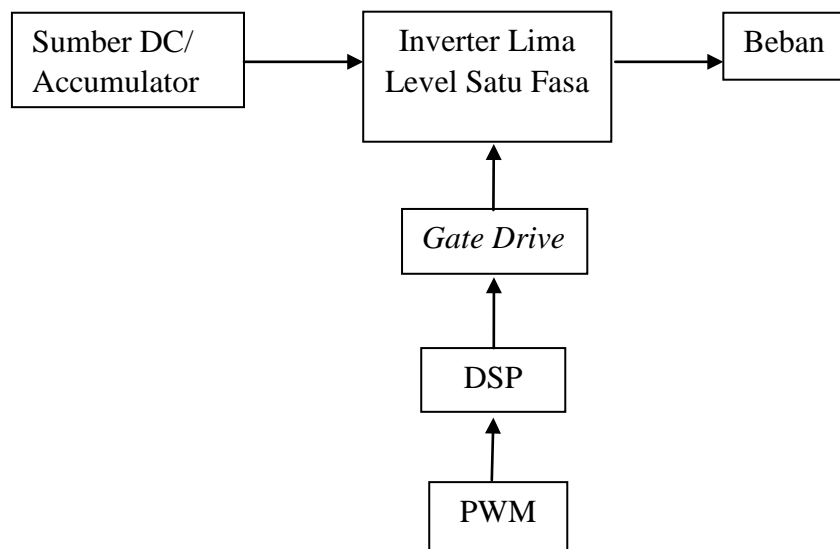 Sumber DC/
Accumulator
Inverter Lima
Level Satu Fasa
Beban
Gate Drive
DSP
PWM